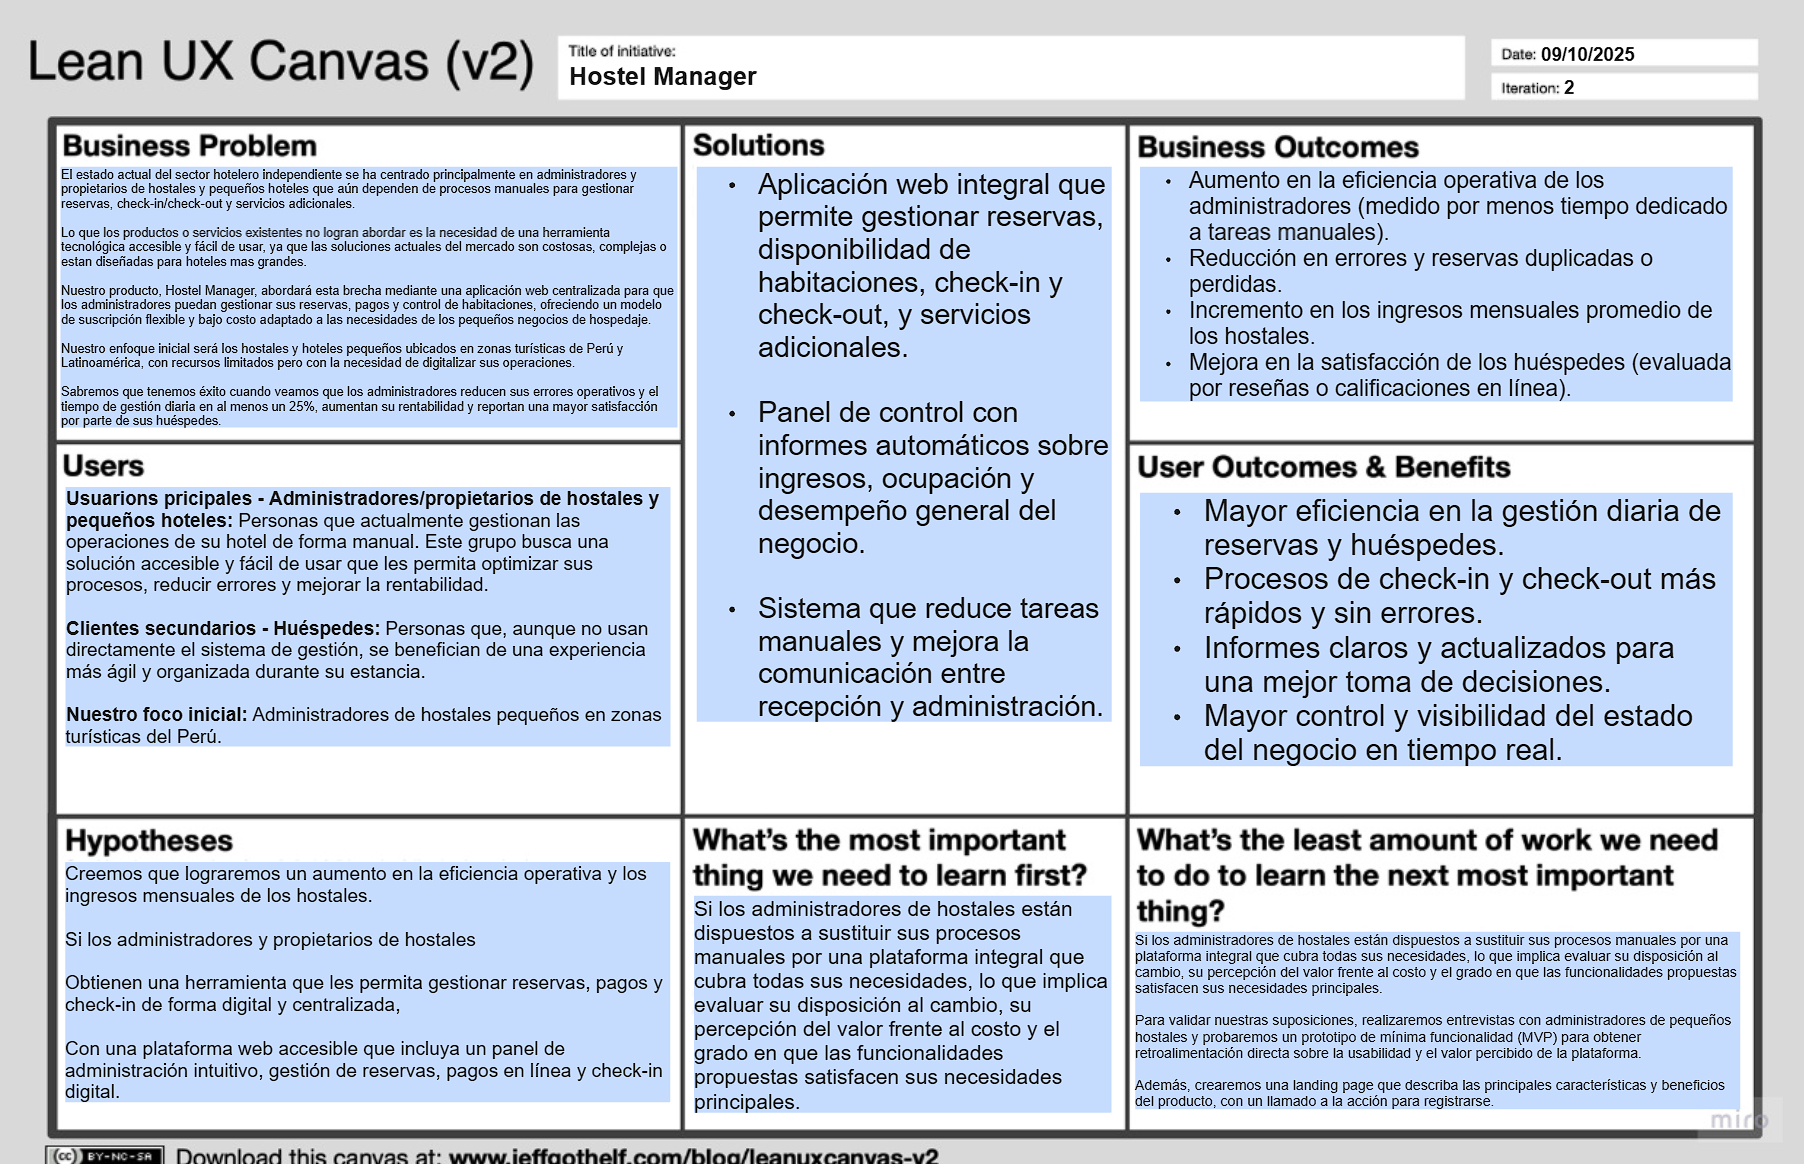 Lean UX Canvas (v2)
Title of initiative:
Hostel Manager
Date: 09/10/2025
Iteration: 2
Business Problem
El estado actual del sector hotelero independiente se ha centrado principalmente en administradores y
propietarios de hostales y pequeños hoteles que aún dependen de procesos manuales para gestionar
reservas, check-in/check-out y servicios adicionales.
Lo que los productos o servicios existentes no logran abordar es la necesidad de una herramienta
tecnológica accesible y fácil de usar, ya que las soluciones actuales del mercado son costosas, complejas o
estan diseñadas para hoteles mas grandes.
Nuestro producto, Hostel Manager, abordará esta brecha mediante una aplicación web centralizada para que
los administradores puedan gestionar sus reservas, pagos y control de habitaciones, ofreciendo un modelo
de suscripción flexible y bajo costo adaptado a las necesidades de los pequeños negocios de hospedaje.
Nuestro enfoque inicial será los hostales y hoteles pequeños ubicados en zonas turísticas de Perú y
Latinoamérica, con recursos limitados pero con la necesidad de digitalizar sus operaciones.
Sabremos que tenemos éxito cuando veamos que los administradores reducen sus errores operativos y el
tiempo de gestión diaria en al menos un 25%, aumentan su rentabilidad y reportan una mayor satisfacción
por parte de sus huéspedes.
Solutions
• Aplicación web integral que
permite gestionar reservas,
disponibilidad de
habitaciones, check-in y
check-out, y servicios
adicionales.
• Panel de control con
informes automáticos sobre
ingresos, ocupación y
desempeño general del
negocio.
• Sistema que reduce tareas
manuales y mejora la
comunicación entre
recepción y administración.
Business Outcomes
• Aumento en la eficiencia operativa de los
administradores (medido por menos tiempo dedicado
a tareas manuales).
• Reducción en errores y reservas duplicadas o
perdidas.
• Incremento en los ingresos mensuales promedio de
los hostales.
• Mejora en la satisfacción de los huéspedes (evaluada
por reseñas o calificaciones en línea).
Users
Usuarions pricipales - Administradores/propietarios de hostales y
pequeños hoteles: Personas que actualmente gestionan las
operaciones de su hotel de forma manual. Este grupo busca una
solución accesible y fácil de usar que les permita optimizar sus
procesos, reducir errores y mejorar la rentabilidad.
Clientes secundarios - Huéspedes: Personas que, aunque no usan
directamente el sistema de gestión, se benefician de una experiencia
más ágil y organizada durante su estancia.
Nuestro foco inicial: Administradores de hostales pequeños en zonas
turísticas del Perú.
User Outcomes & Benefits
• Mayor eficiencia en la gestión diaria de
reservas y huéspedes.
• Procesos de check-in y check-out más
rápidos y sin errores.
• Informes claros y actualizados para
una mejor toma de decisiones.
• Mayor control y visibilidad del estado
del negocio en tiempo real.
Hypotheses
Creemos que lograremos un aumento en la eficiencia operativa y los
ingresos mensuales de los hostales.
Si los administradores y propietarios de hostales
Obtienen una herramienta que les permita gestionar reservas, pagos y
check-in de forma digital y centralizada,
Con una plataforma web accesible que incluya un panel de
administración intuitivo, gestión de reservas, pagos en línea y check-in
digital.
What's the most important
thing we need to learn first?
Si los administradores de hostales están
dispuestos a sustituir sus procesos
manuales por una plataforma integral que
cubra todas sus necesidades, lo que implica
evaluar su disposición al cambio, su
percepción del valor frente al costo y el
grado en que las funcionalidades
propuestas satisfacen sus necesidades
principales.
What's the least amount of work we need
to do to learn the next most important
thing?
Si los administradores de hostales están dispuestos a sustituir sus procesos manuales por una
plataforma integral que cubra todas sus necesidades, lo que implica evaluar su disposición al
cambio, su percepción del valor frente al costo y el grado en que las funcionalidades propuestas
satisfacen sus necesidades principales.
Para validar nuestras suposiciones, realizaremos entrevistas con administradores de pequeños
hostales y probaremos un prototipo de mínima funcionalidad (MVP) para obtener
retroalimentación directa sobre la usabilidad y el valor percibido de la plataforma.
Además, crearemos una landing page que describa las principales características y beneficios
del producto, con un llamado a la acción para registrarse.
miro
(cc) BY-NC-SA
Download this canvas at: www.jeffgothelf.com/blog/leanuxcanvas-v2